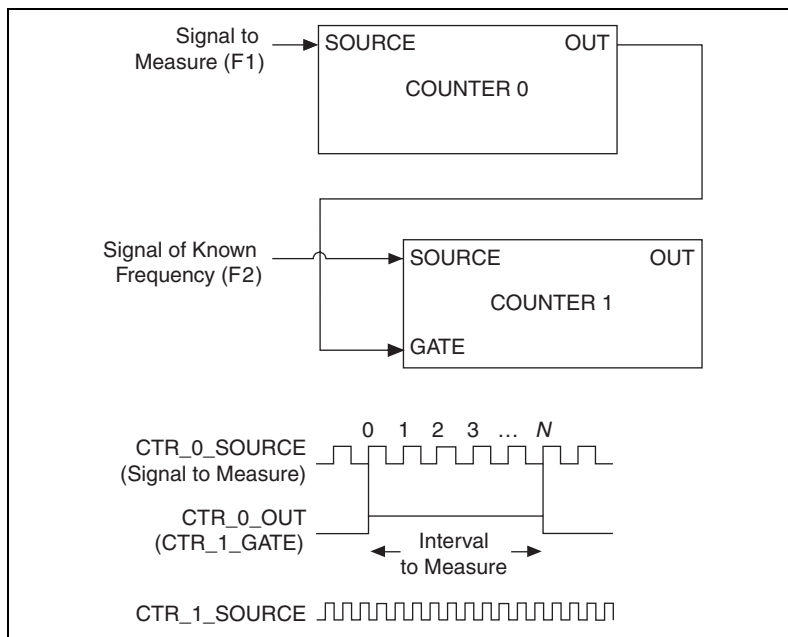 Signal to
Measure (F1)
SOURCE OUT
COUNTER 0
Signal of Known
Frequency (F2)
SOURCE OUT
COUNTER 1
GATE
0 1 2 3 … N
CTR_0_SOURCE
(Signal to Measure)
CTR_0_OUT
(CTR_1_GATE)
Interval
to Measure
CTR_1_SOURCE